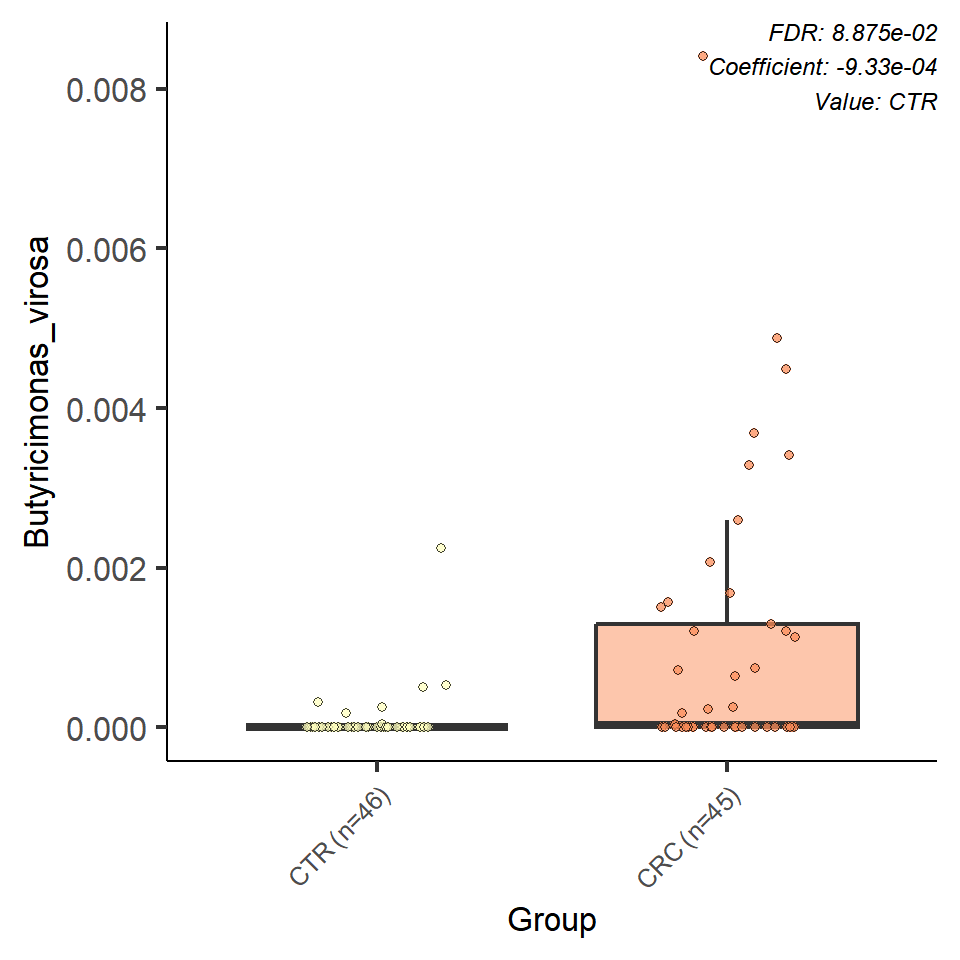 FDR: 8.875e-02
Coefficient: -9.33e-04
Value: CTR
0.008
0.006
0.004
0.002
0.000
Butyricimonas_virosa
CTR (n=46)
CRC (n=45)
Group